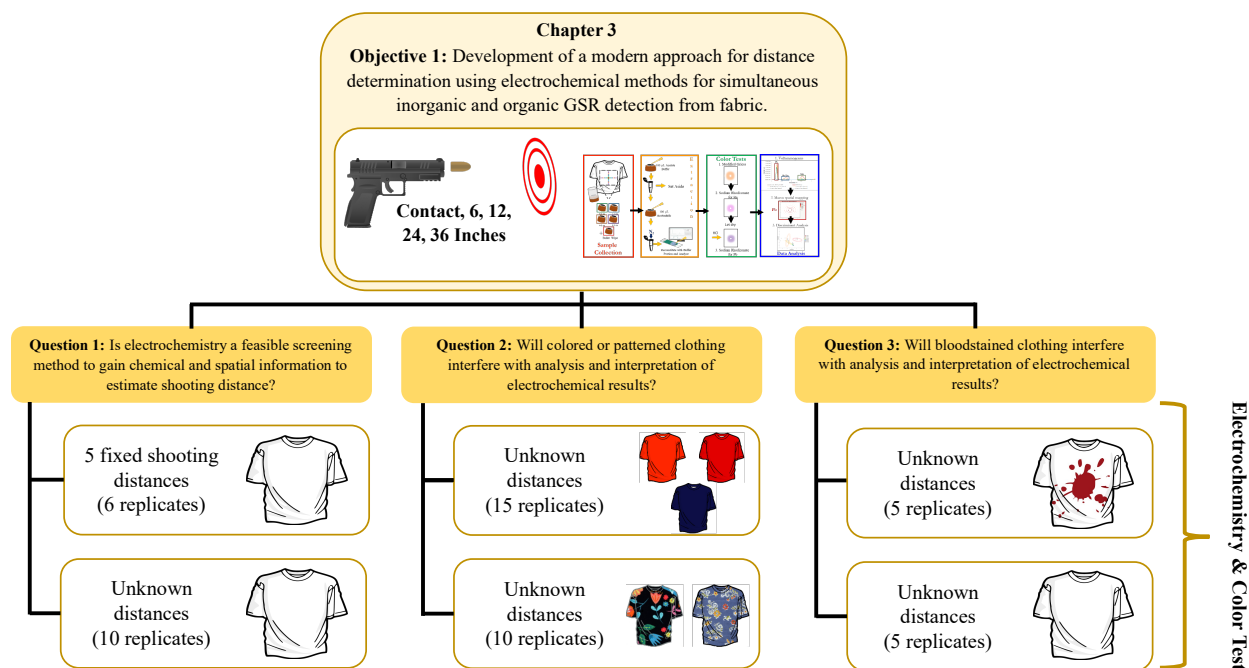 Chapter 3
Objective 1: Development of a modern approach for distance
determination using electrochemical methods for simultaneous
inorganic and organic GSR detection from fabric.
Contact, 6, 12,
24, 36 Inches
Sample
Collection
Color Tests
Data Analysis
Question 1: Is electrochemistry a feasible screening
method to gain chemical and spatial information to
estimate shooting distance?
Question 2: Will colored or patterned clothing
interfere with analysis and interpretation of
electrochemical results?
Question 3: Will bloodstained clothing interfere
with analysis and interpretation of electrochemical
results?
5 fixed shooting
distances
(6 replicates)
Unknown
distances
(15 replicates)
Unknown
distances
(5 replicates)
Unknown
distances
(10 replicates)
Unknown
distances
(10 replicates)
Unknown
distances
(5 replicates)
Electrochemistry & Color Test